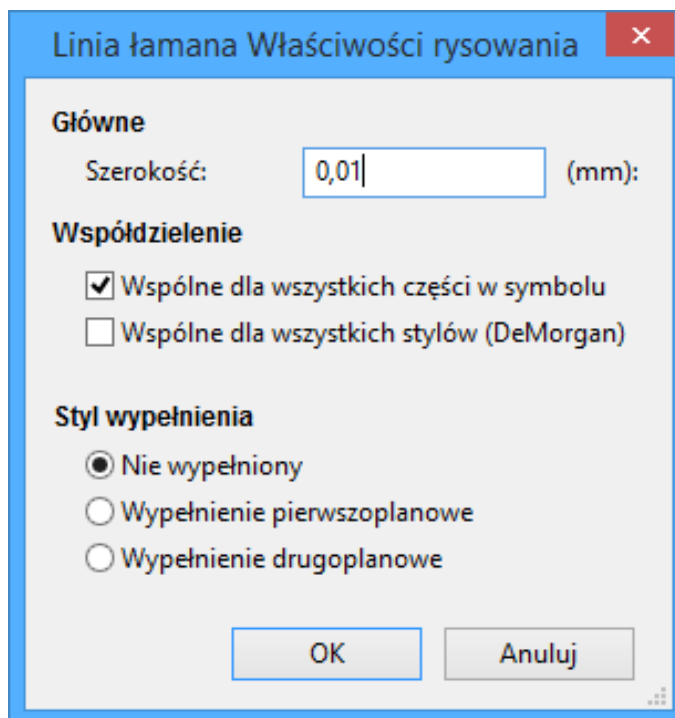 Linia łamana Właściwości rysowania
Główne
Szerokość: 0,01 (mm):
Współdzielenie
Wspólne dla wszystkich części w symbolu
Wspólne dla wszystkich stylów (DeMorgan)
Styl wypełnienia
Nie wypełniony
Wypełnienie pierwszoplanowe
Wypełnienie drugoplanowe
OK Anuluj